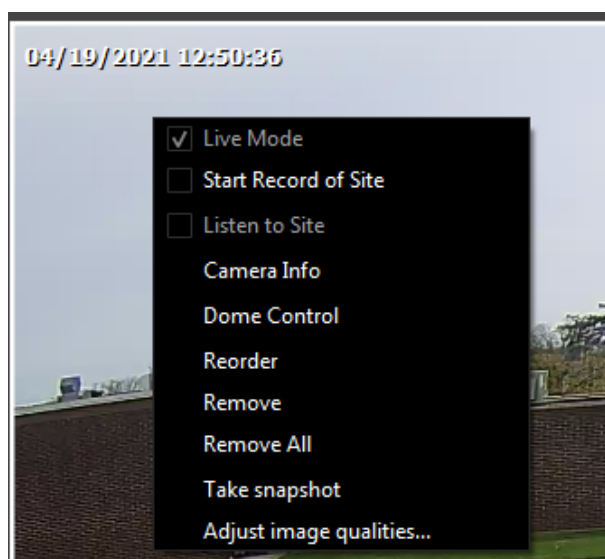 04/19/2021 12:50:36
Live Mode
Start Record of Site
Listen to Site
Camera Info
Dome Control
Reorder
Remove
Remove All
Take snapshot
Adjust image qualities...